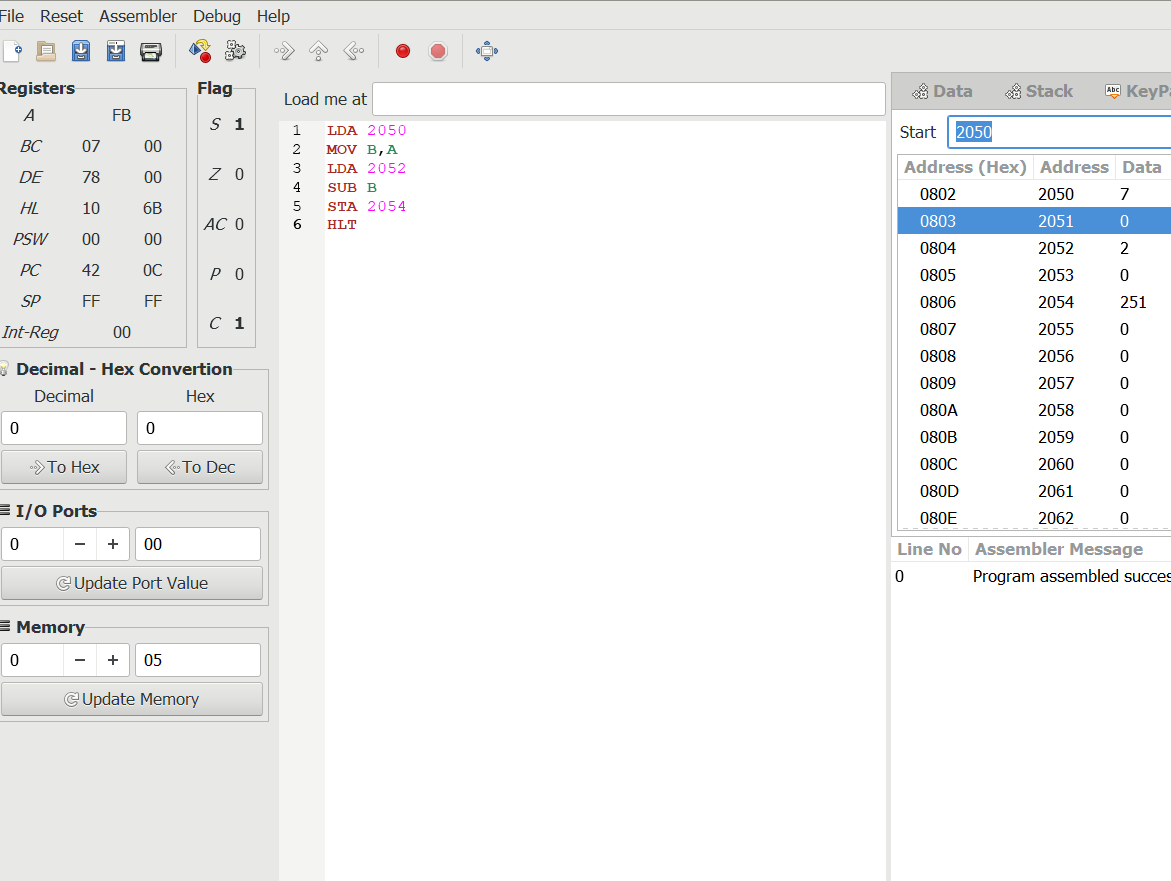 File Reset Assembler Debug Help
Registers
A FB
BC 07 00
DE 78 00
HL 10 6B
PSW 00 00
PC 42 0C
SP FF FF
Int-Reg 00
Flag
S 1
Z 0
AC 0
P 0
C 1
Decimal - Hex Convertion
Decimal Hex
0 0
To Hex To Dec
I/O Ports
0 − + 00
Update Port Value
Memory
0 − + 05
Update Memory
Load me at
1 LDA 2050
2 MOV B,A
3 LDA 2052
4 SUB B
5 STA 2054
6 HLT
Data Stack Abc KeyPa
Start 2050
Address (Hex) Address Data
0802 2050 7
0803 2051 0
0804 2052 2
0805 2053 0
0806 2054 251
0807 2055 0
0808 2056 0
0809 2057 0
080A 2058 0
080B 2059 0
080C 2060 0
080D 2061 0
080E 2062 0
Line No Assembler Message
0 Program assembled succes